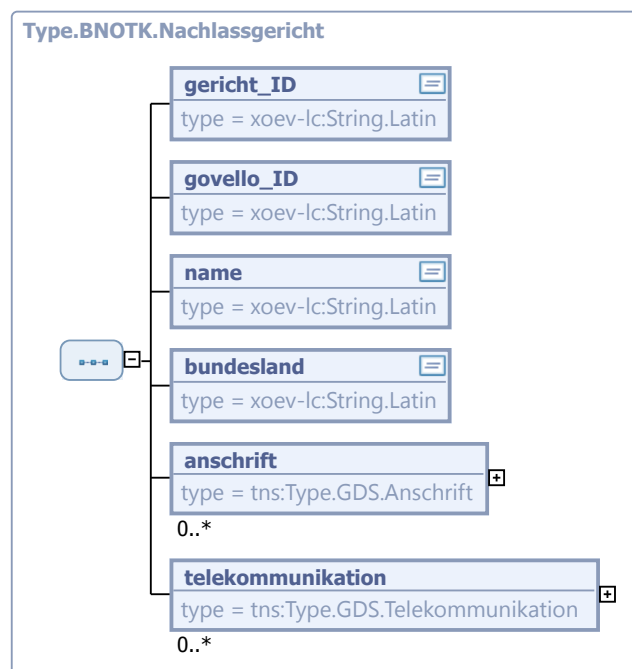 Type.BNOTK.Nachlassgericht
gericht_ID
type = xoev-lc:String.Latin
govello_ID
type = xoev-lc:String.Latin
name
type = xoev-lc:String.Latin
bundesland
type = xoev-lc:String.Latin
anschrift
type = tns:Type.GDS.Anschrift
0..*
telekommunikation
type = tns:Type.GDS.Telekommunikation
0..*